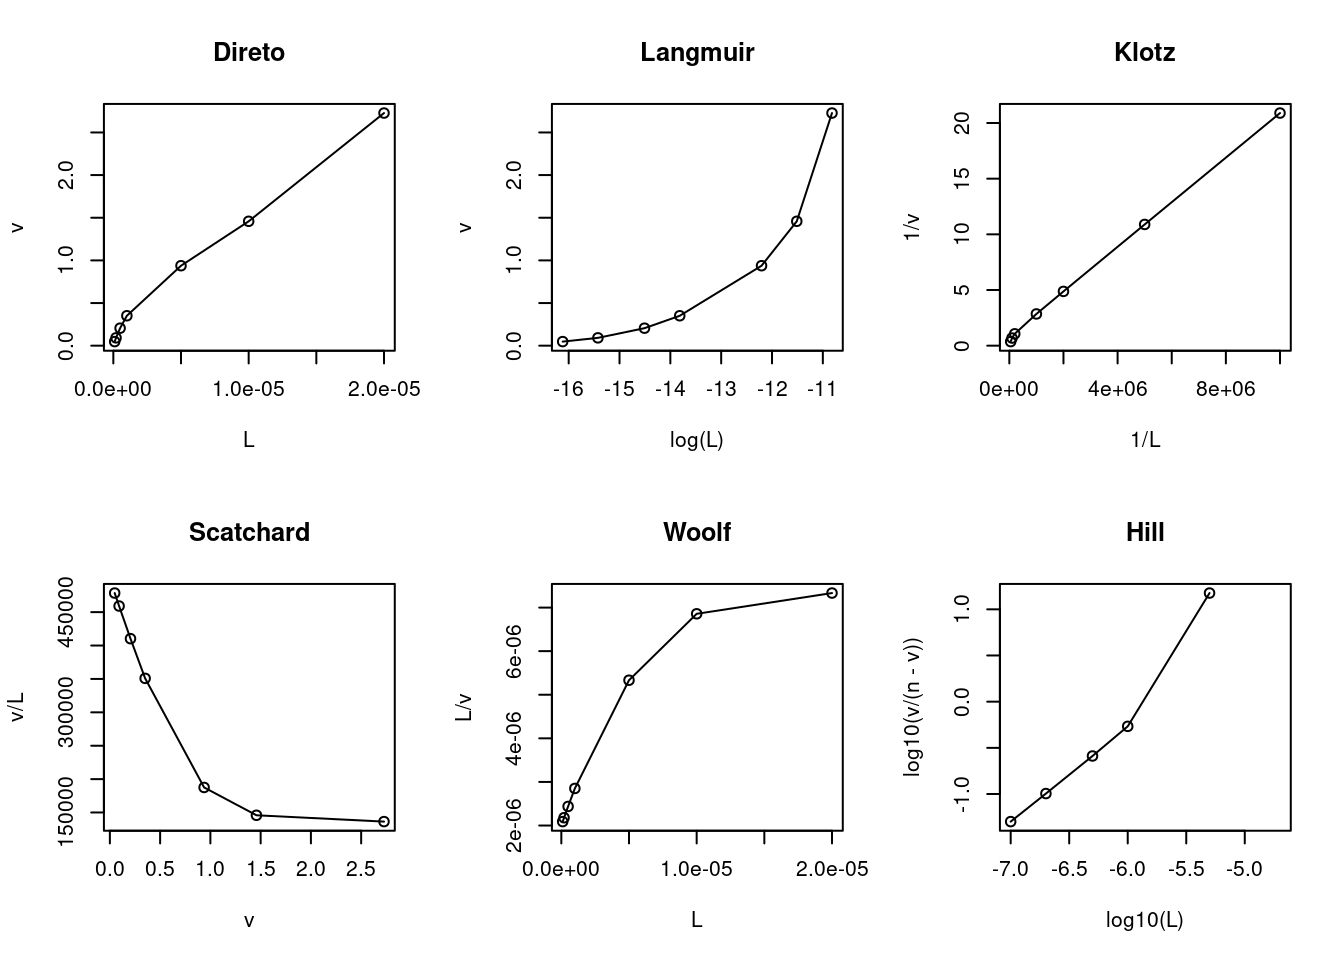 Direto
v
0.0 1.0 2.0
0.0e+00 1.0e-05 2.0e-05
L
Langmuir
v
0.0 1.0 2.0
-16 -15 -14 -13 -12 -11
log(L)
Klotz
1/v
0 5 10 15 20
0e+00 4e+06 8e+06
1/L
Scatchard
v/L
150000 300000 450000
0.0 0.5 1.0 1.5 2.0 2.5
v
Woolf
L/v
2e-06 4e-06 6e-06
0.0e+00 1.0e-05 2.0e-05
L
Hill
log10(v/(n - v))
-1.0 0.0 1.0
-7.0 -6.5 -6.0 -5.5 -5.0
log10(L)